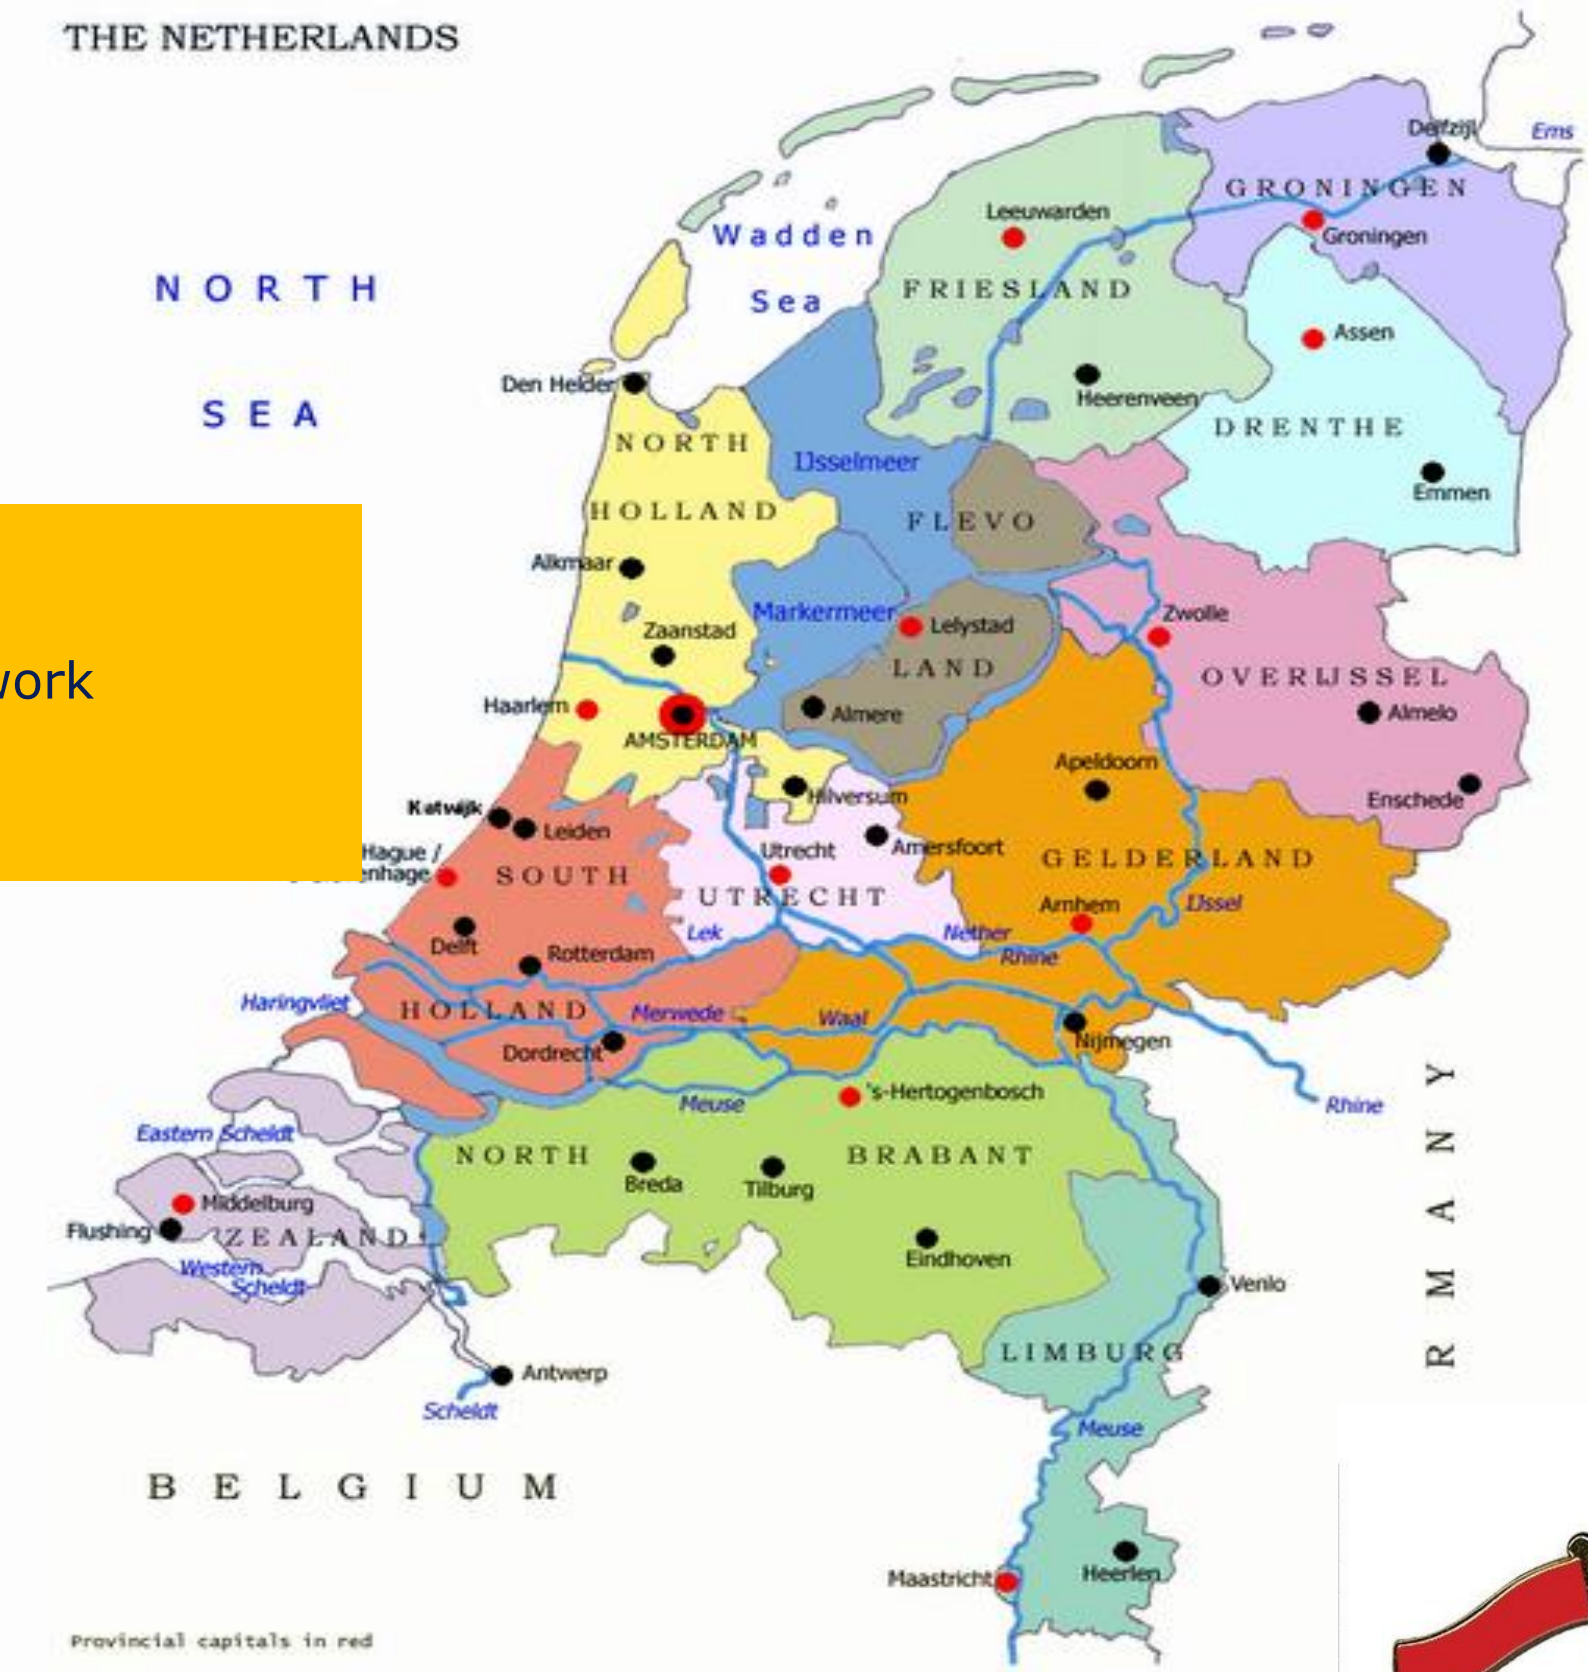 THE NETHERLANDS
Delfzijl
Ems
GRONINGEN
Leeuwarden
Groningen
Wadden
Sea
FRIESLAND
NORTH
SEA
Assen
Den Helder
Heerenveen
DRENTHE
NORTH
HOLLAND
IJsselmeer
Emmen
FLEVO
LAND
Alkmaar
Markermeer
Lelystad
Zwolle
Zaanstad
OVERIJSSEL
work
Haarlem
Almere
Almelo
AMSTERDAM
Apeldoorn
Hilversum
Enschede
Katwijk
Leiden
Hague /
enhage
Utrecht
Amersfoort
GELDERLAND
SOUTH
HOLLAND
UTRECHT
Arnhem
IJssel
Delft
Lek
Nether
Rhine
Rotterdam
Haringvliet
Merwede
Waal
Dordrecht
Nijmegen
's-Hertogenbosch
Meuse
Rhine
Eastern Scheldt
NORTH BRABANT
Breda
Tilburg
Middelburg
Flushing
ZEALAND
Western
Scheldt
Eindhoven
Venlo
RMANY
LIMBURG
Antwerp
Scheldt
Meuse
BELGIUM
Maastricht
Heerlen
Provincial capitals in red